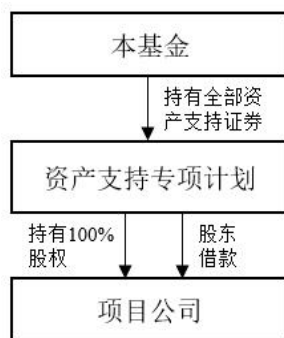 本基金
持有全部资
产支持证券
资产支持专项计划
持有100%
股权
股东
借款
项目公司